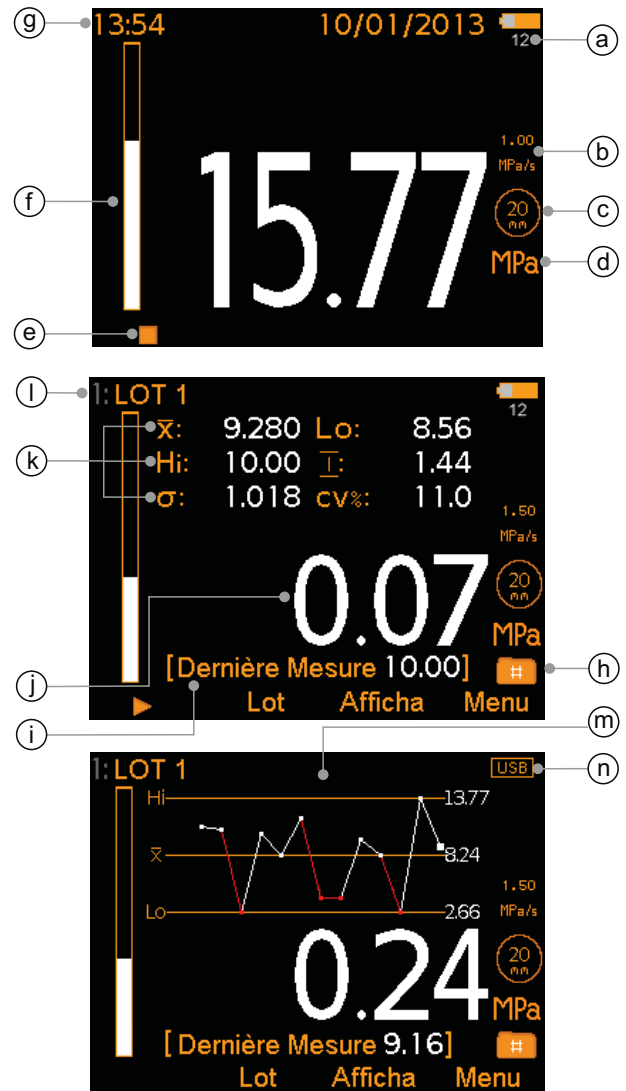 g 13:54 10/01/2013
12 a
1.00
MPa/s b
20
mm c
15.77
f
MPa d
e
l 1: LOT 1
12
x̅: 9.280 Lo: 8.56
k Hi: 10.00 I: 1.44
σ: 1.018 cv%: 11.0
1.50
MPa/s
20
mm
0.07
MPa
j [Dernière Mesure 10.00] # h
i Lot Afficha Menu
m
1: LOT 1 USB n
Hi 13.77
x̅ 8.24
1.50
Lo 2.66 MPa/s
20
mm
0.24
MPa
[ Dernière Mesure 9.16] #
Lot Afficha Menu